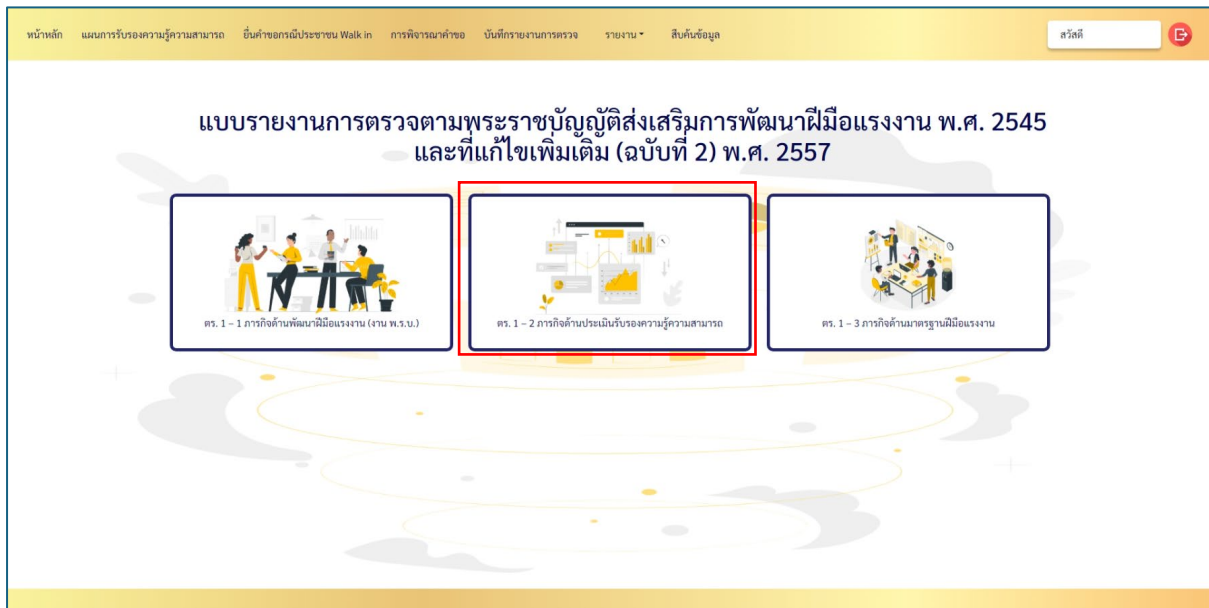 หน้าหลัก แผนการรับรองความรู้ความสามารถ ยื่นคำขอกรณีประชาชน Walk in การพิจารณาคำขอ บันทึกรายงานการตรวจ รายงาน สืบค้นข้อมูล สวัสดี
แบบรายงานการตรวจตามพระราชบัญญัติส่งเสริมการพัฒนาฝีมือแรงงาน พ.ศ. 2545
และที่แก้ไขเพิ่มเติม (ฉบับที่ 2) พ.ศ. 2557
ตร. 1 – 1 ภารกิจด้านพัฒนาฝีมือแรงงาน (งาน พ.ร.บ.)
ตร. 1 – 2 ภารกิจด้านประเมินรับรองความรู้ความสามารถ
ตร. 1 – 3 ภารกิจด้านมาตรฐานฝีมือแรงงาน